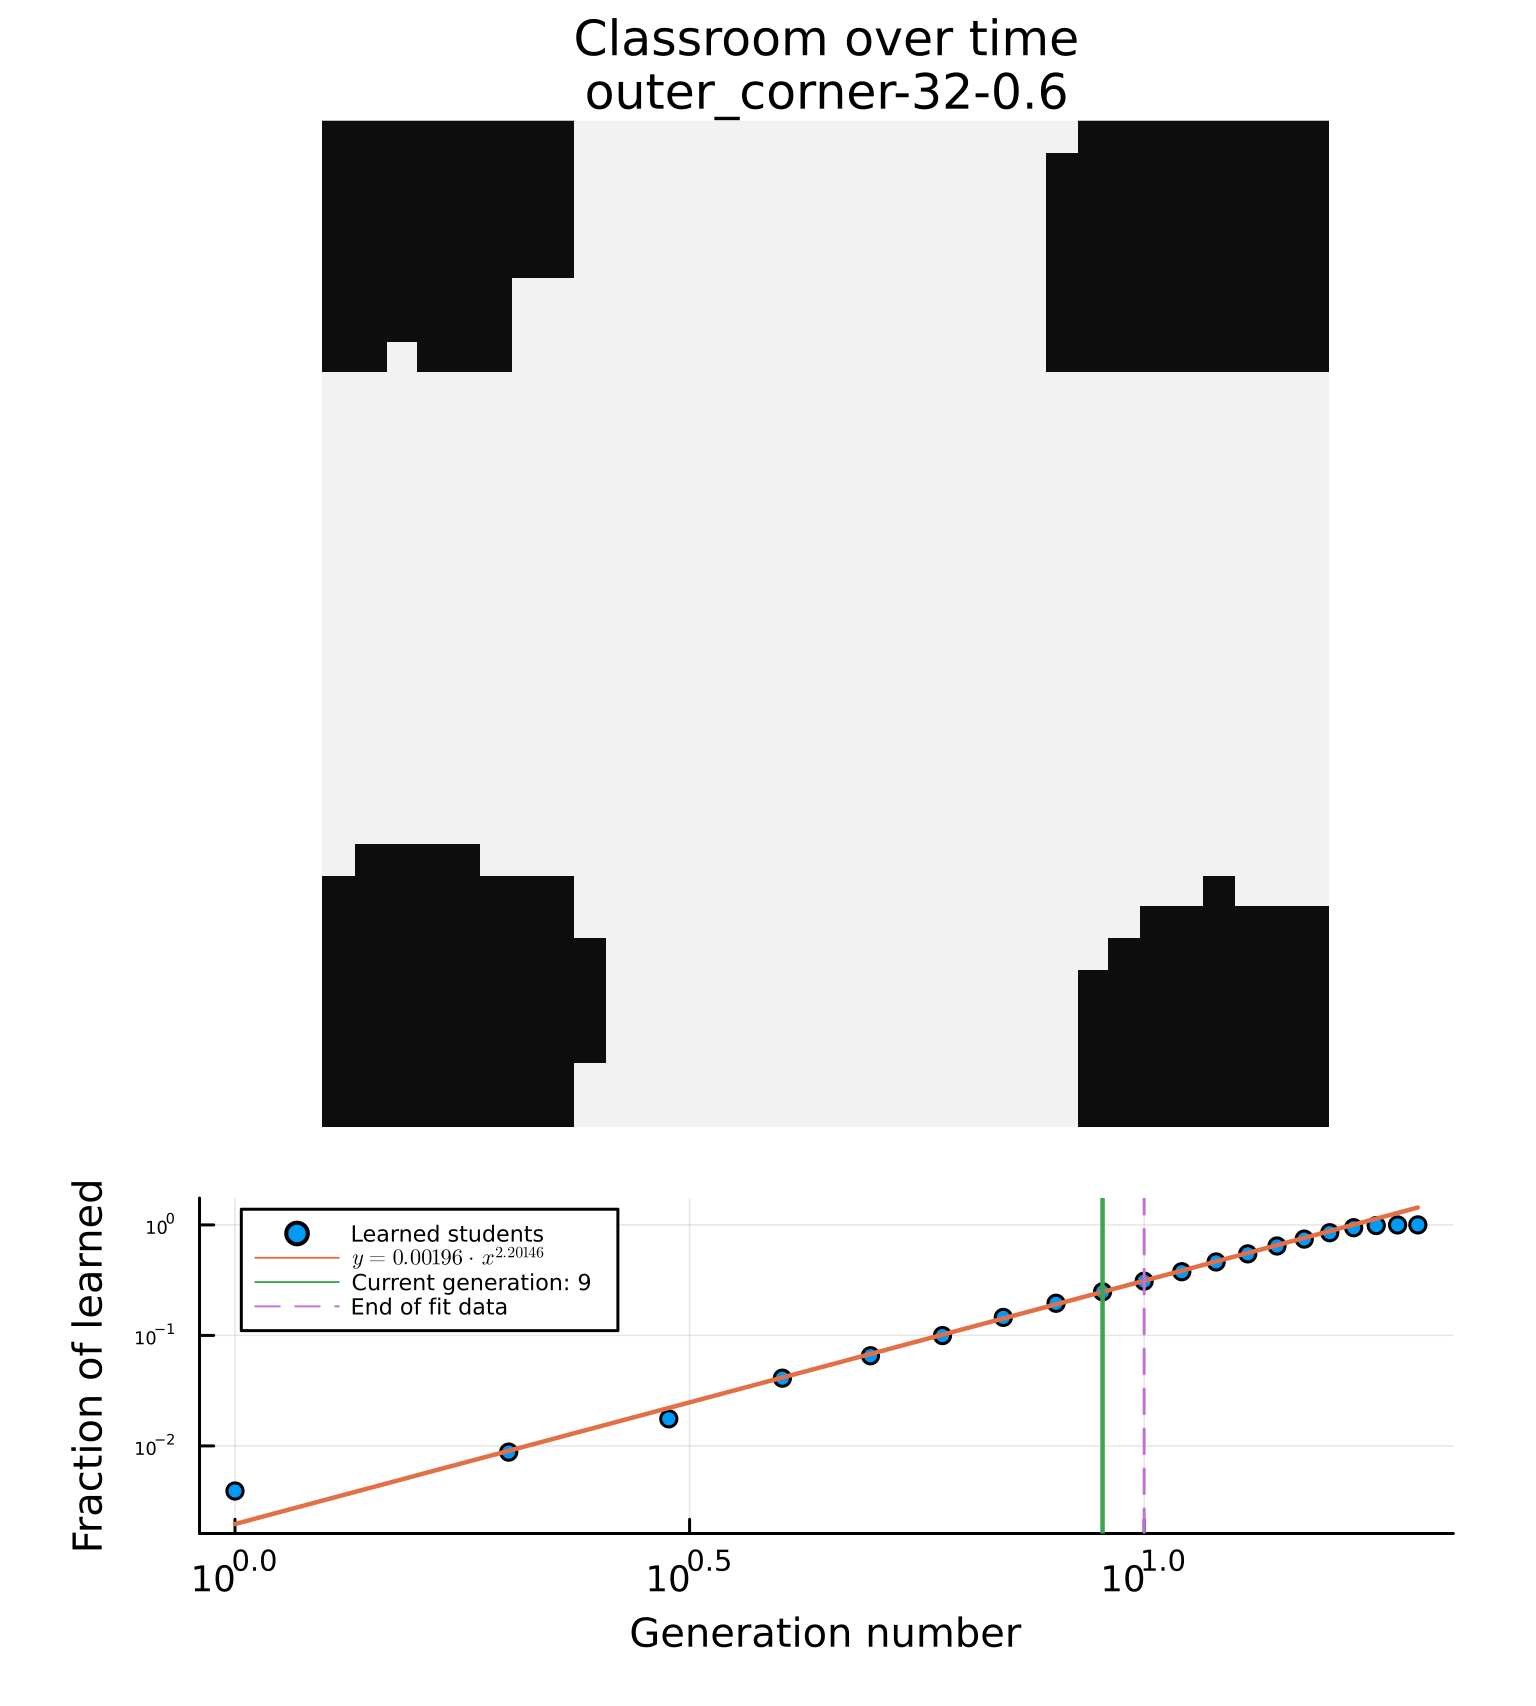 Classroom over time
outer_corner-32-0.6
Fraction of learned
10^0
10^−1
10^−2
Learned students
y = 0.00196 · x^2.20146
Current generation: 9
End of fit data
10^0.0
10^0.5
10^1.0
Generation number